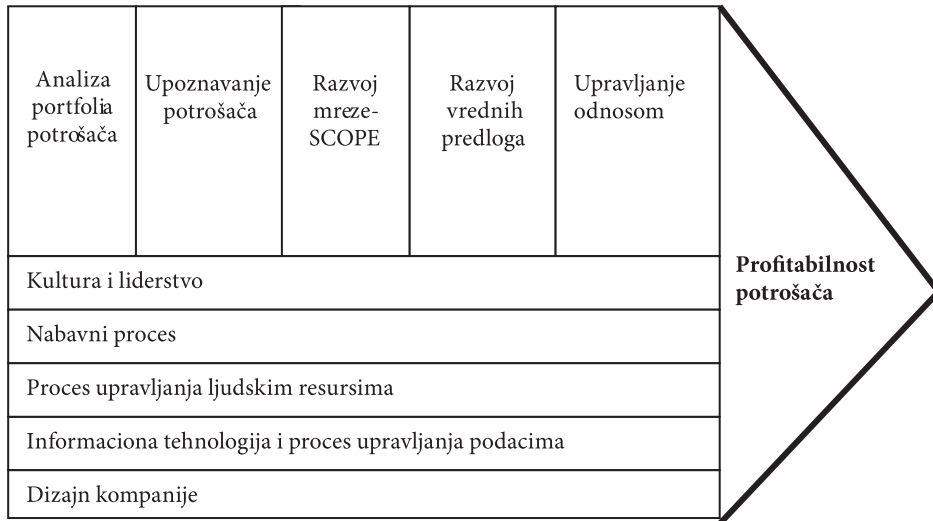 Analiza
portfolia
potrošača
Upoznavanje
potrošača
Razvoj
mreze-
SCOPE
Razvoj
vrednih
predloga
Upravljanje
odnosom
Profitabilnost
potrošača
Kultura i liderstvo
Nabavni proces
Proces upravljanja ljudskim resursima
Informaciona tehnologija i proces upravljanja podacima
Dizajn kompanije